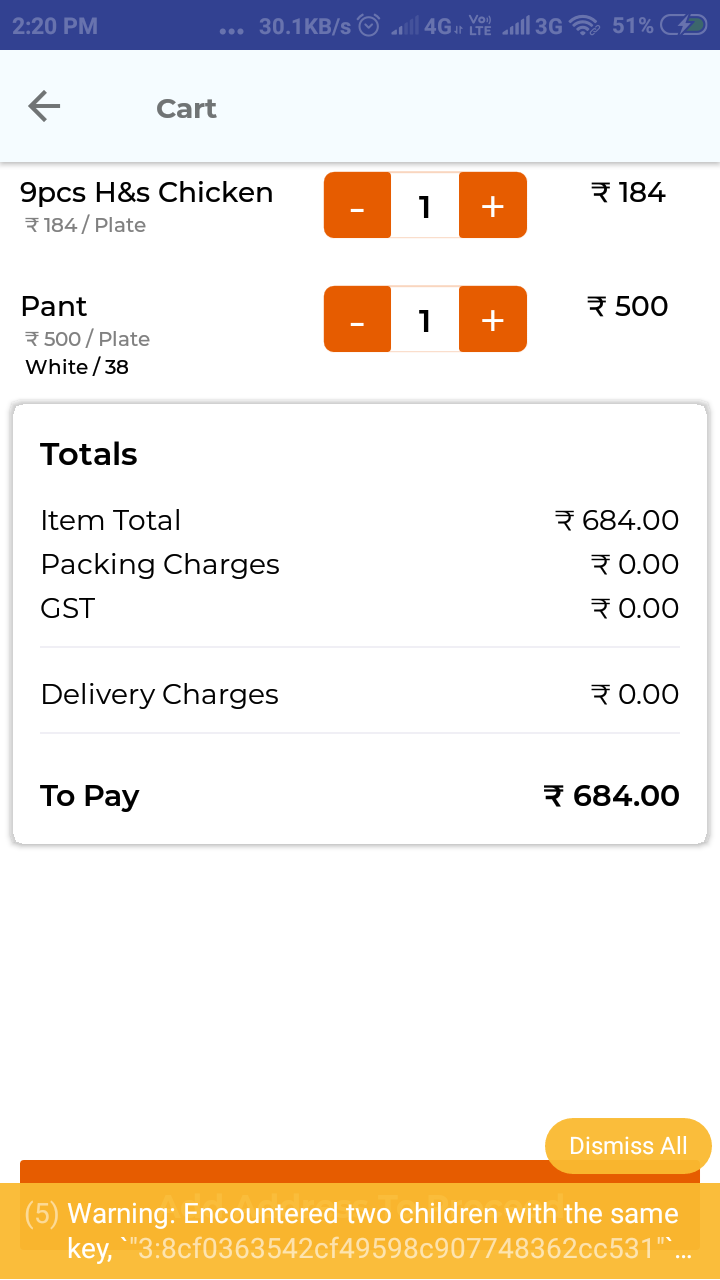 2:20 PM ... 30.1KB/s 4G Vo) LTE 3G 51%
Cart
9pcs H&s Chicken - 1 + ₹ 184
₹ 184 / Plate
Pant - 1 + ₹ 500
₹ 500 / Plate
White / 38
Totals
Item Total ₹ 684.00
Packing Charges ₹ 0.00
GST ₹ 0.00
Delivery Charges ₹ 0.00
To Pay ₹ 684.00
Dismiss All
(5) Warning: Encountered two children with the same
key, `"3:8cf0363542cf49598c907748362cc531"`...